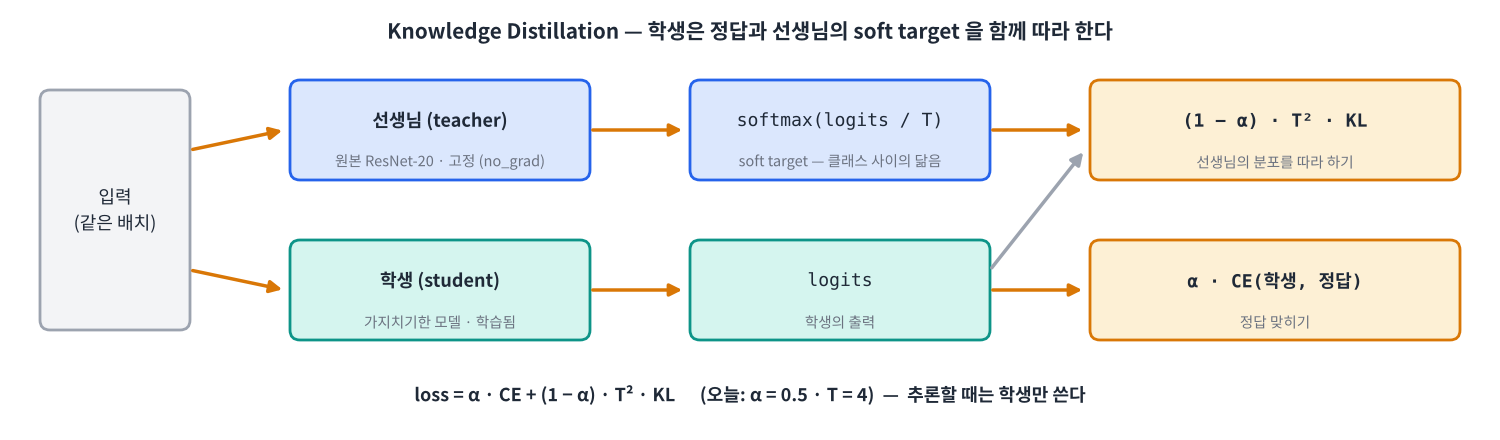 Knowledge Distillation — 학생은 정답과 선생님의 soft target 을 함께 따라 한다
입력
(같은 배치)
선생님 (teacher)
원본 ResNet-20 · 고정 (no_grad)
softmax(logits / T)
soft target — 클래스 사이의 닮음
(1 − α) · T² · KL
선생님의 분포를 따라 하기
학생 (student)
가지치기한 모델 · 학습됨
logits
학생의 출력
α · CE(학생, 정답)
정답 맞히기
loss = α · CE + (1 − α) · T² · KL (오늘: α = 0.5 · T = 4) — 추론할 때는 학생만 쓴다